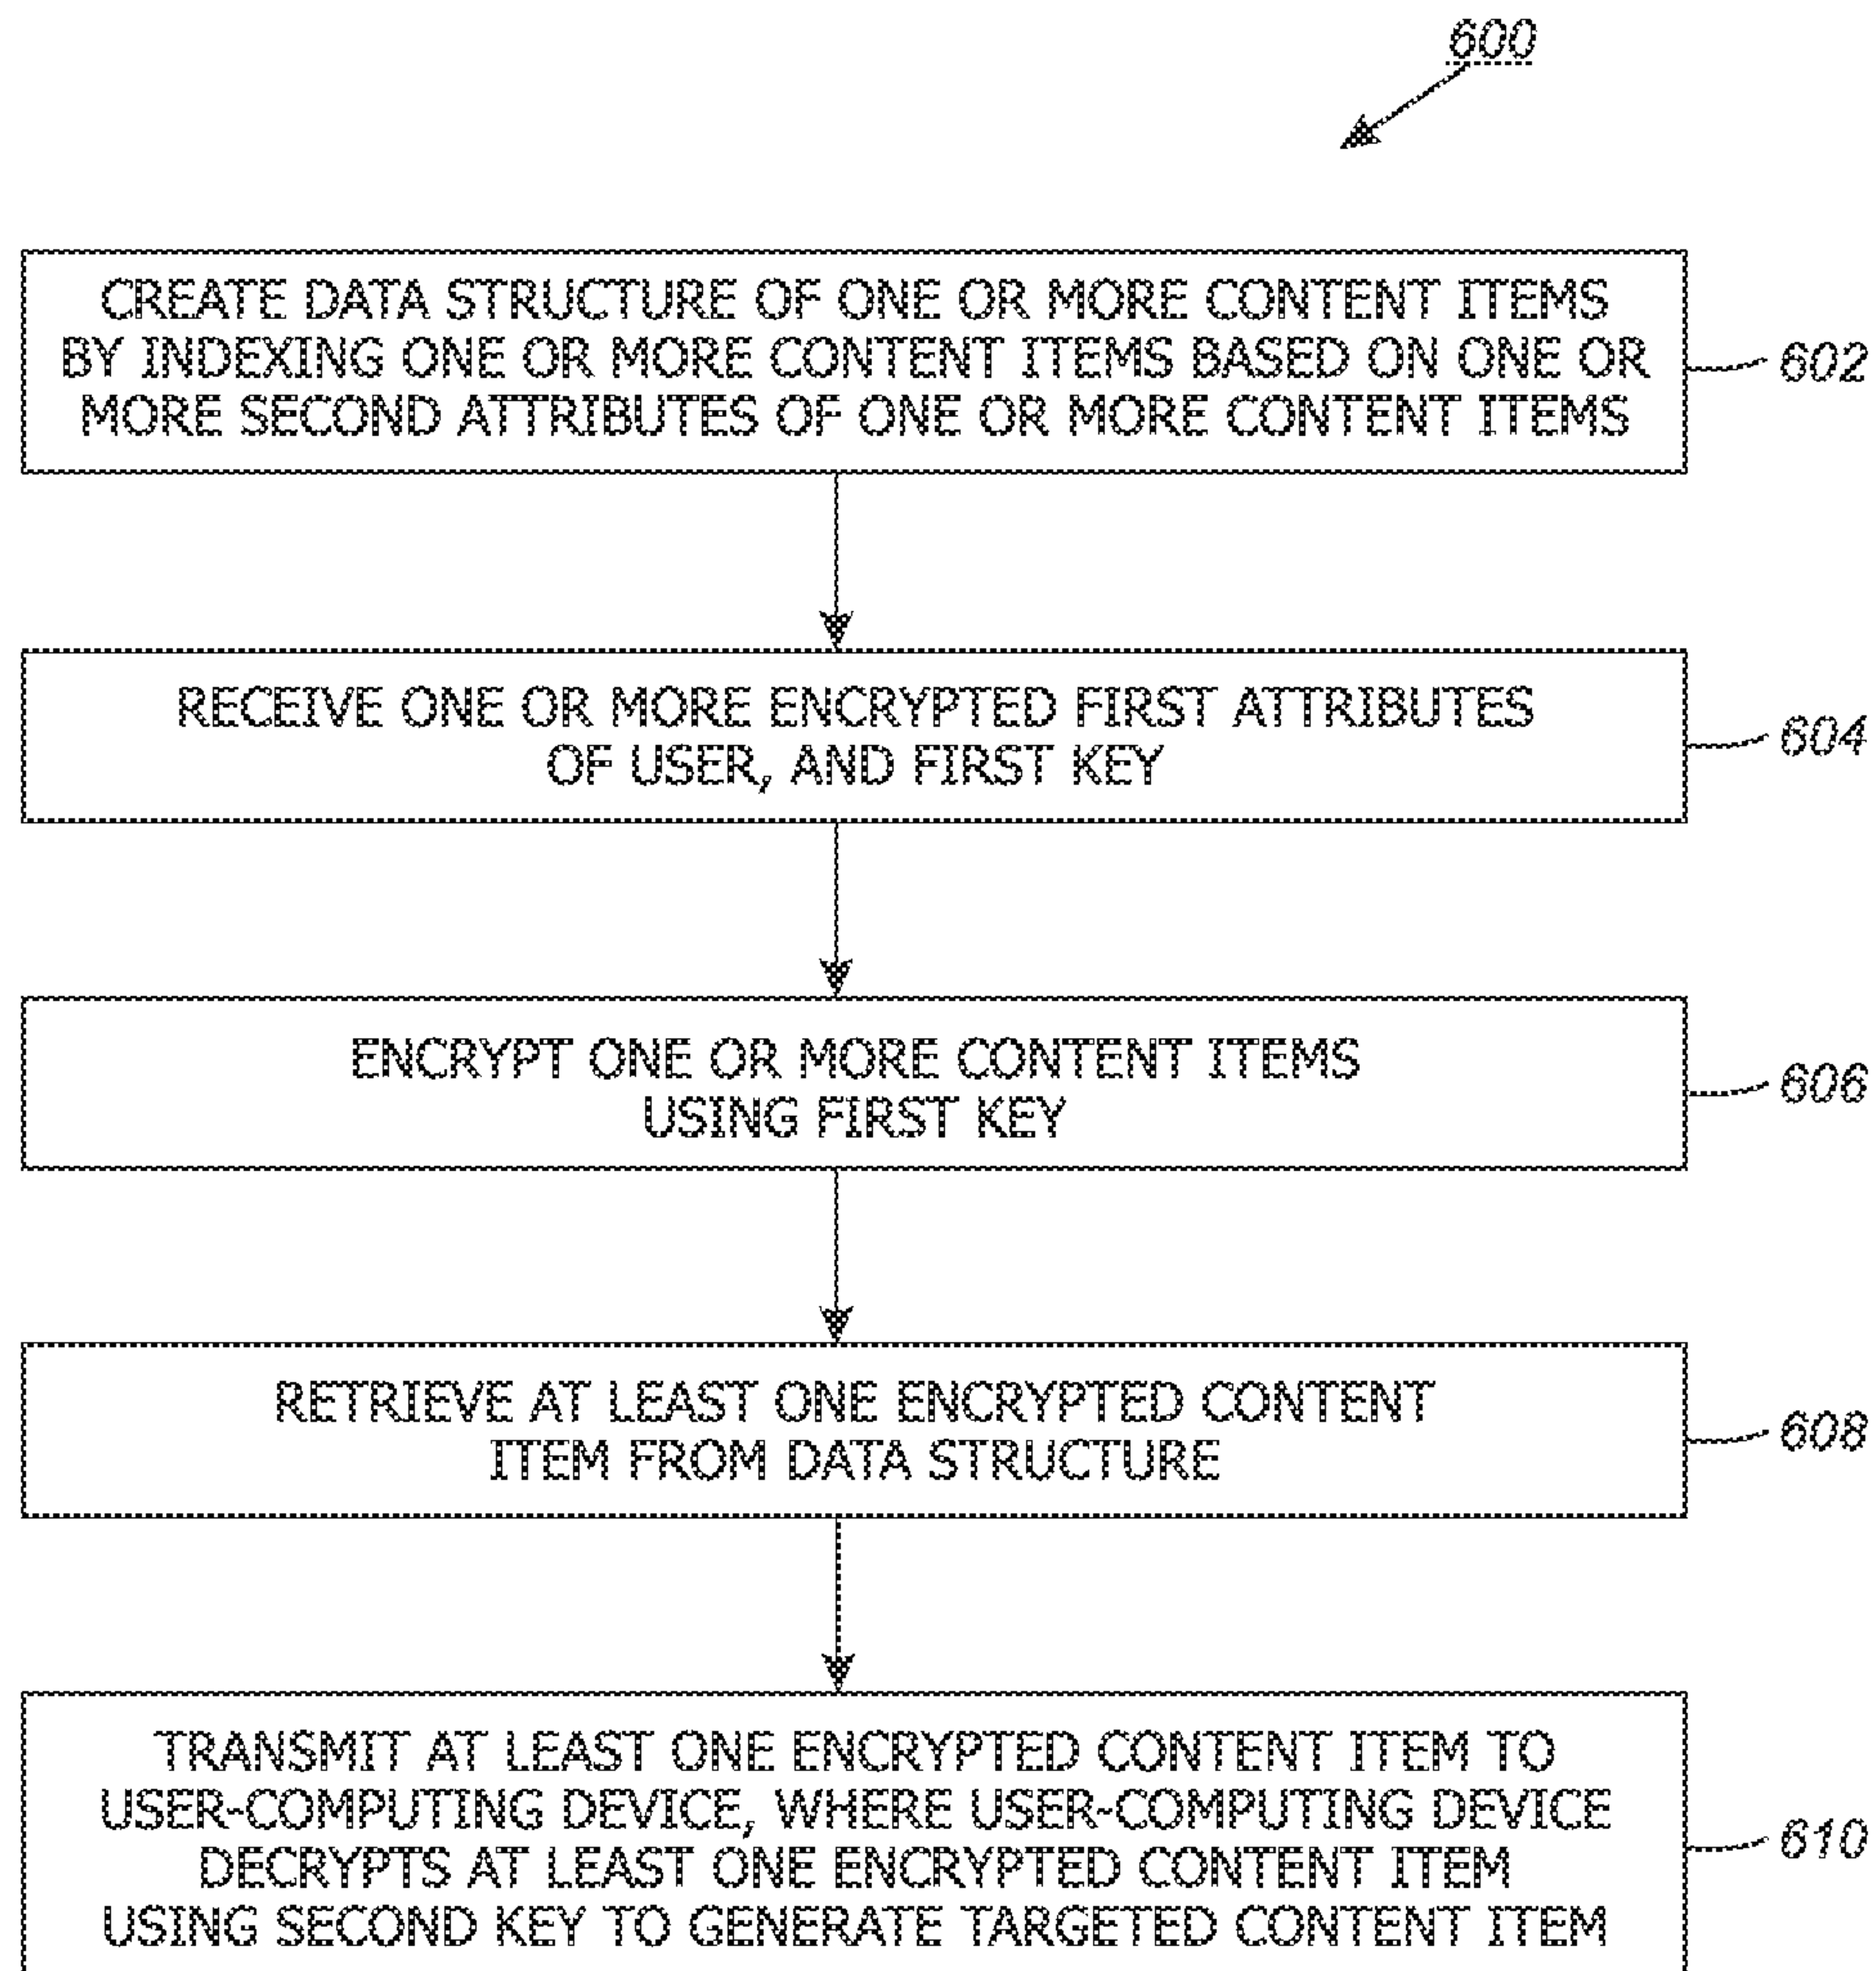 600
CREATE DATA STRUCTURE OF ONE OR MORE CONTENT ITEMS
BY INDEXING ONE OR MORE CONTENT ITEMS BASED ON ONE OR
MORE SECOND ATTRIBUTES OF ONE OR MORE CONTENT ITEMS
602
RECEIVE ONE OR MORE ENCRYPTED FIRST ATTRIBUTES
OF USER, AND FIRST KEY
604
ENCRYPT ONE OR MORE CONTENT ITEMS
USING FIRST KEY
606
RETRIEVE AT LEAST ONE ENCRYPTED CONTENT
ITEM FROM DATA STRUCTURE
608
TRANSMIT AT LEAST ONE ENCRYPTED CONTENT ITEM TO
USER-COMPUTING DEVICE, WHERE USER-COMPUTING DEVICE
DECRYPTS AT LEAST ONE ENCRYPTED CONTENT ITEM
USING SECOND KEY TO GENERATE TARGETED CONTENT ITEM
610